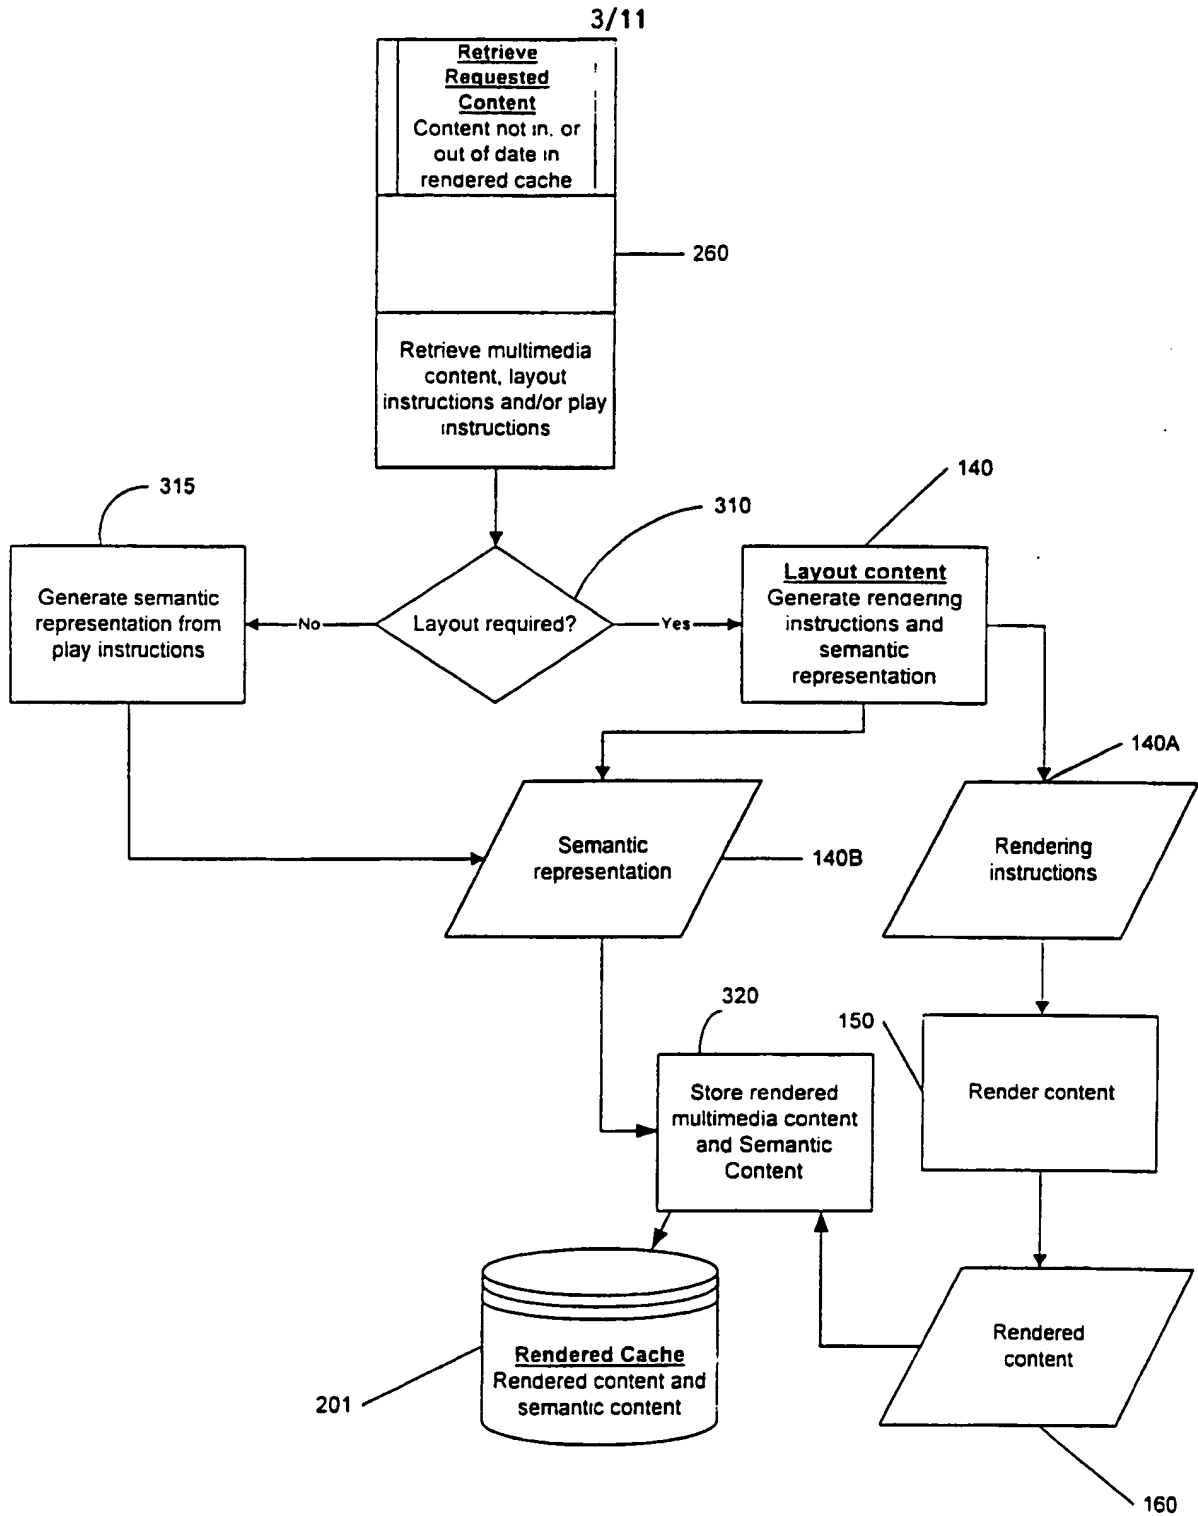 3/11
Retrieve
Requested
Content
Content not in, or
out of date in
rendered cache
260
Retrieve multimedia
content, layout
instructions and/or play
instructions
315
310
140
Generate semantic
representation from
play instructions
No
Layout required?
Yes
Layout content
Generate rendering
instructions and
semantic
representation
140A
Semantic
representation
140B
Rendering
instructions
320
150
Store rendered
multimedia content
and Semantic
Content
Render content
Rendered Cache
Rendered content and
semantic content
201
Rendered
content
160